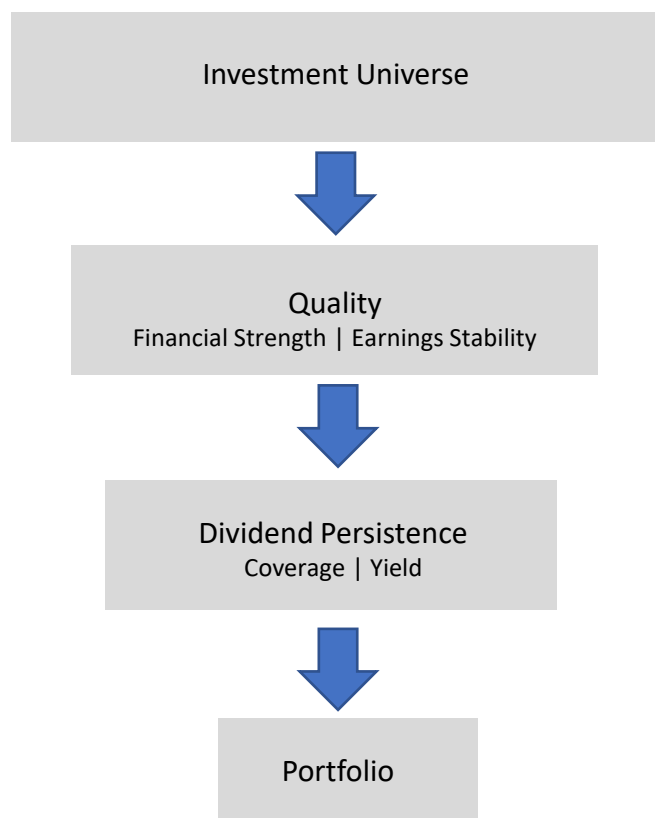 Investment Universe
Quality
Financial Strength | Earnings Stability
Dividend Persistence
Coverage | Yield
Portfolio